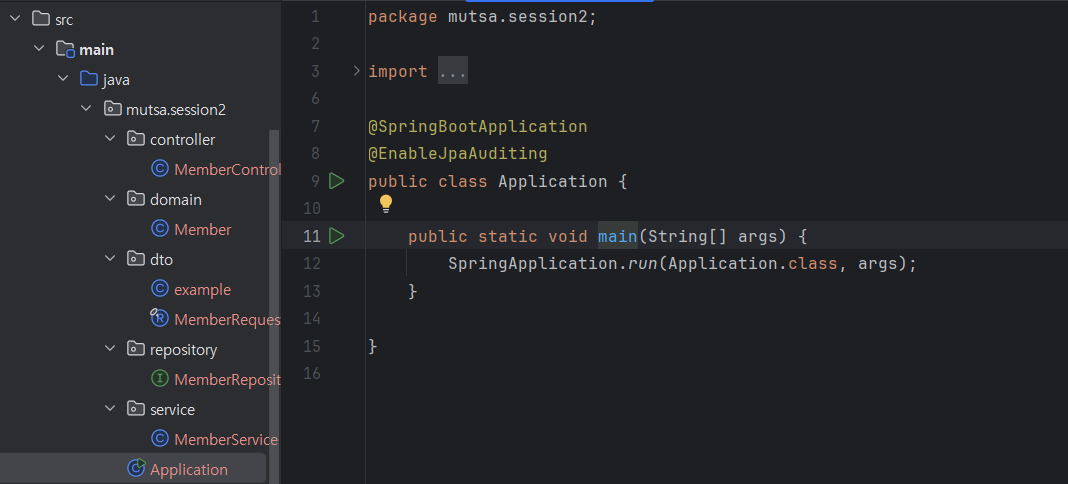 src
main
java
mutsa.session2
controller
MemberControl
domain
Member
dto
example
MemberReques
repository
MemberReposit
service
MemberService
Application
1 package mutsa.session2;
2
3 import ...
6
7 @SpringBootApplication
8 @EnableJpaAuditing
9 public class Application {
10
11 public static void main(String[] args) {
12 SpringApplication.run(Application.class, args);
13 }
14
15 }
16